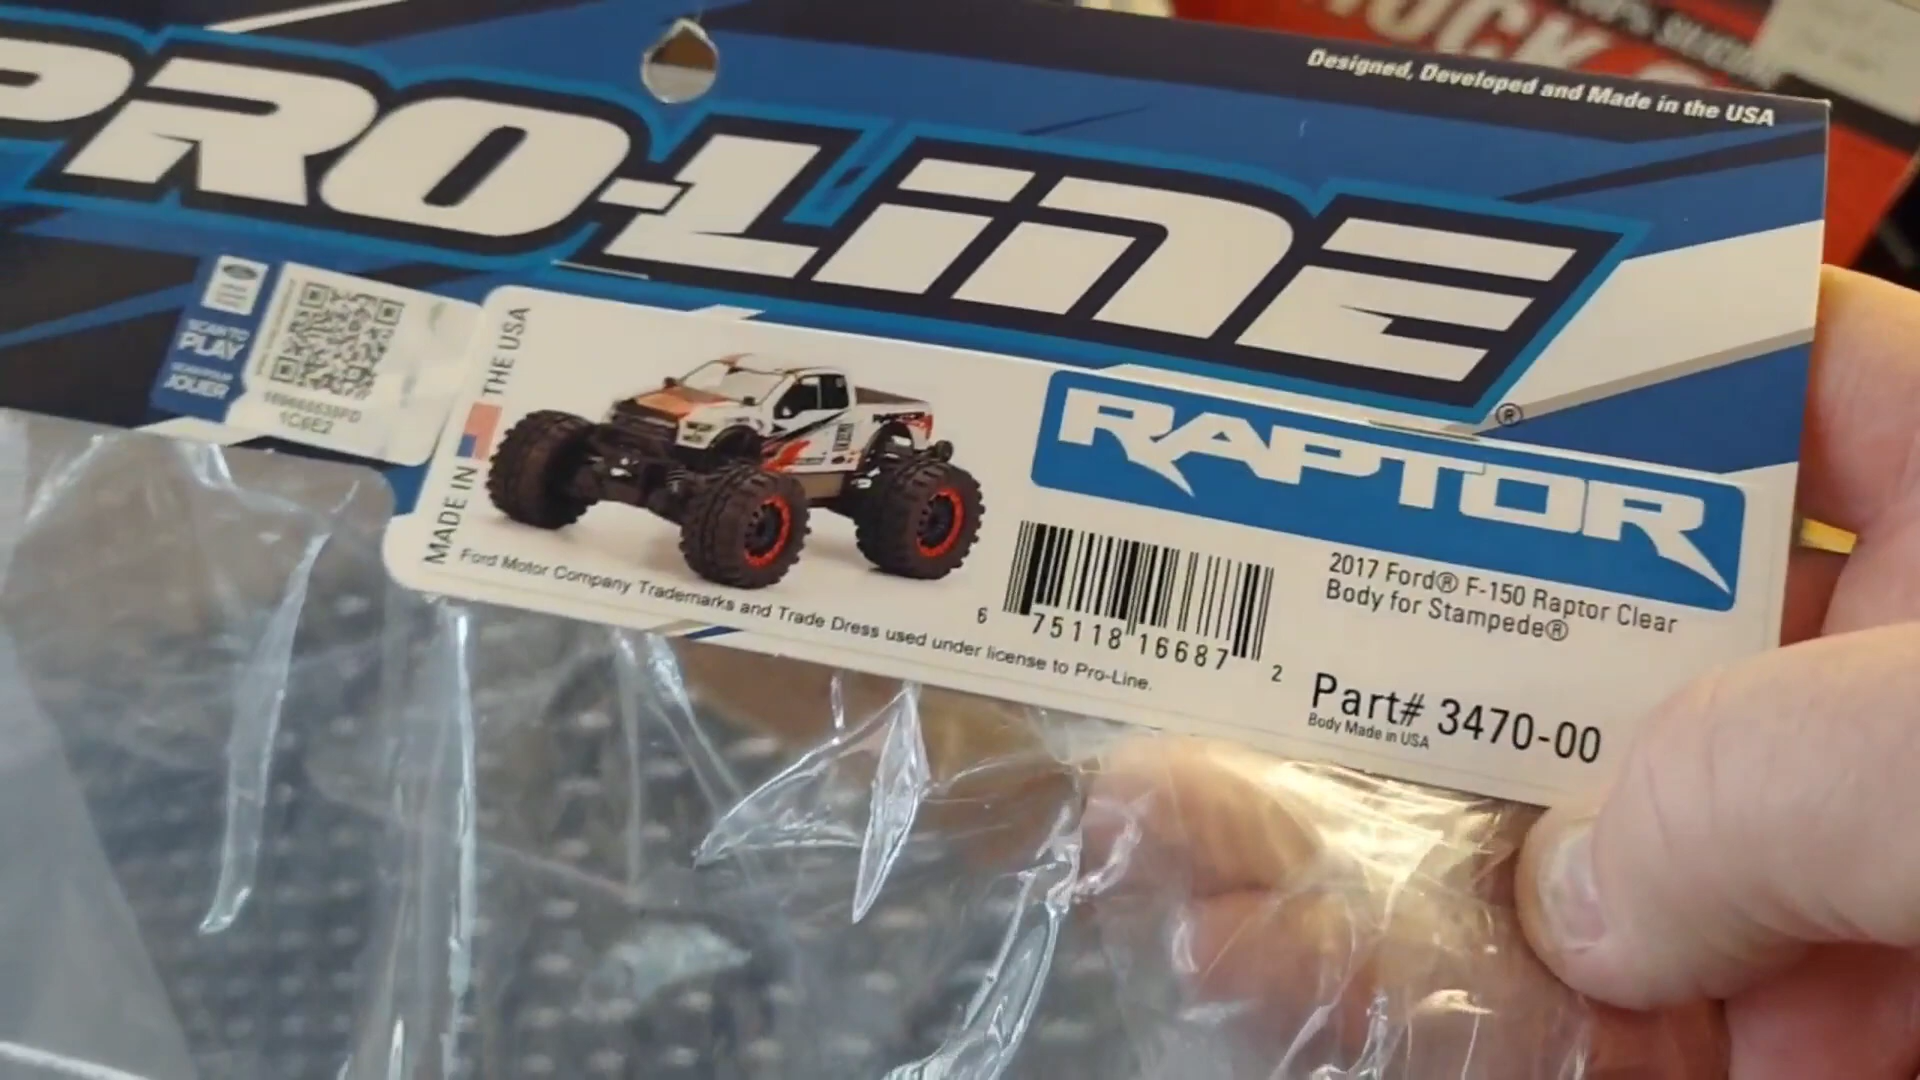 Designed, Developed and Made in the USA
PRO-LINE
®
SCAN TO
PLAY
JOUER
1C6E2
MADE IN THE USA
RAPTOR
Ford Motor Company Trademarks and Trade Dress used under license to Pro-Line.
6 75118 16687 2
2017 Ford® F-150 Raptor Clear
Body for Stampede®
Part# 3470-00
Body Made in USA